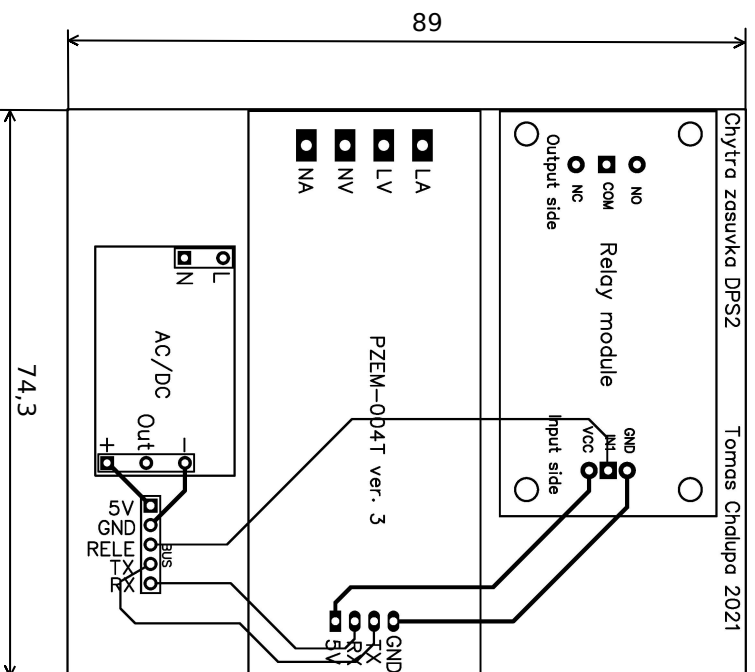 89
74,3
NA
NV
LV
LA
Output side
NC
COM
NO
Relay module
Chytra zasuvka DPS2
N
L
AC/DC
Out
+
-
PZEM-004T ver. 3
Input side
VCC
IN1
GND
Tomas Chalupa 2021
5V
GND
RELE
TX
RX
BUS
5V
RX
TX
GND